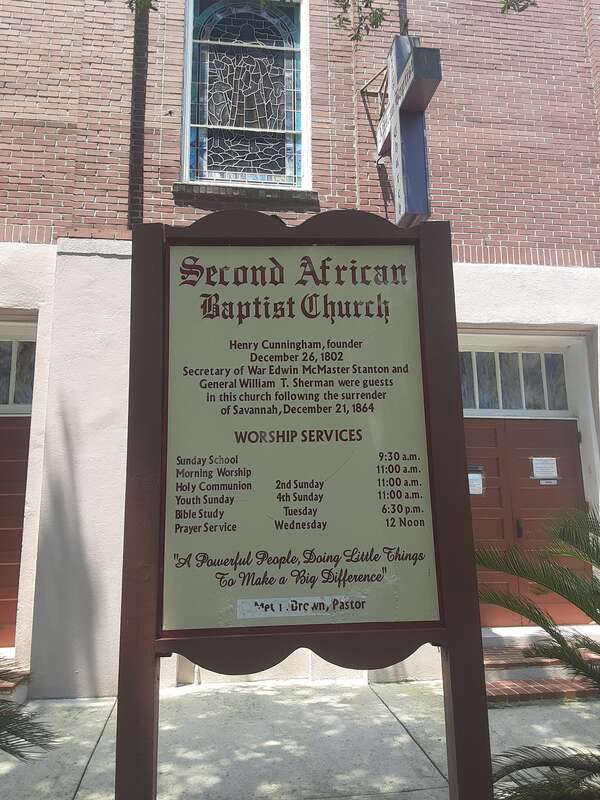 Second African
Baptist Church
Henry Cunningham, founder
December 26, 1802
Secretary of War Edwin McMaster Stanton and
General William T. Sherman were guests
in this church following the surrender
of Savannah, December 21, 1864
WORSHIP SERVICES
Sunday School 9:30 a.m.
Morning Worship 11:00 a.m.
Holy Communion 2nd Sunday 11:00 a.m.
Youth Sunday 4th Sunday 11:00 a.m.
Bible Study Tuesday 6:30 p.m.
Prayer Service Wednesday 12 Noon
"A Powerful People, Doing Little Things
To Make a Big Difference"
Brown, Pastor